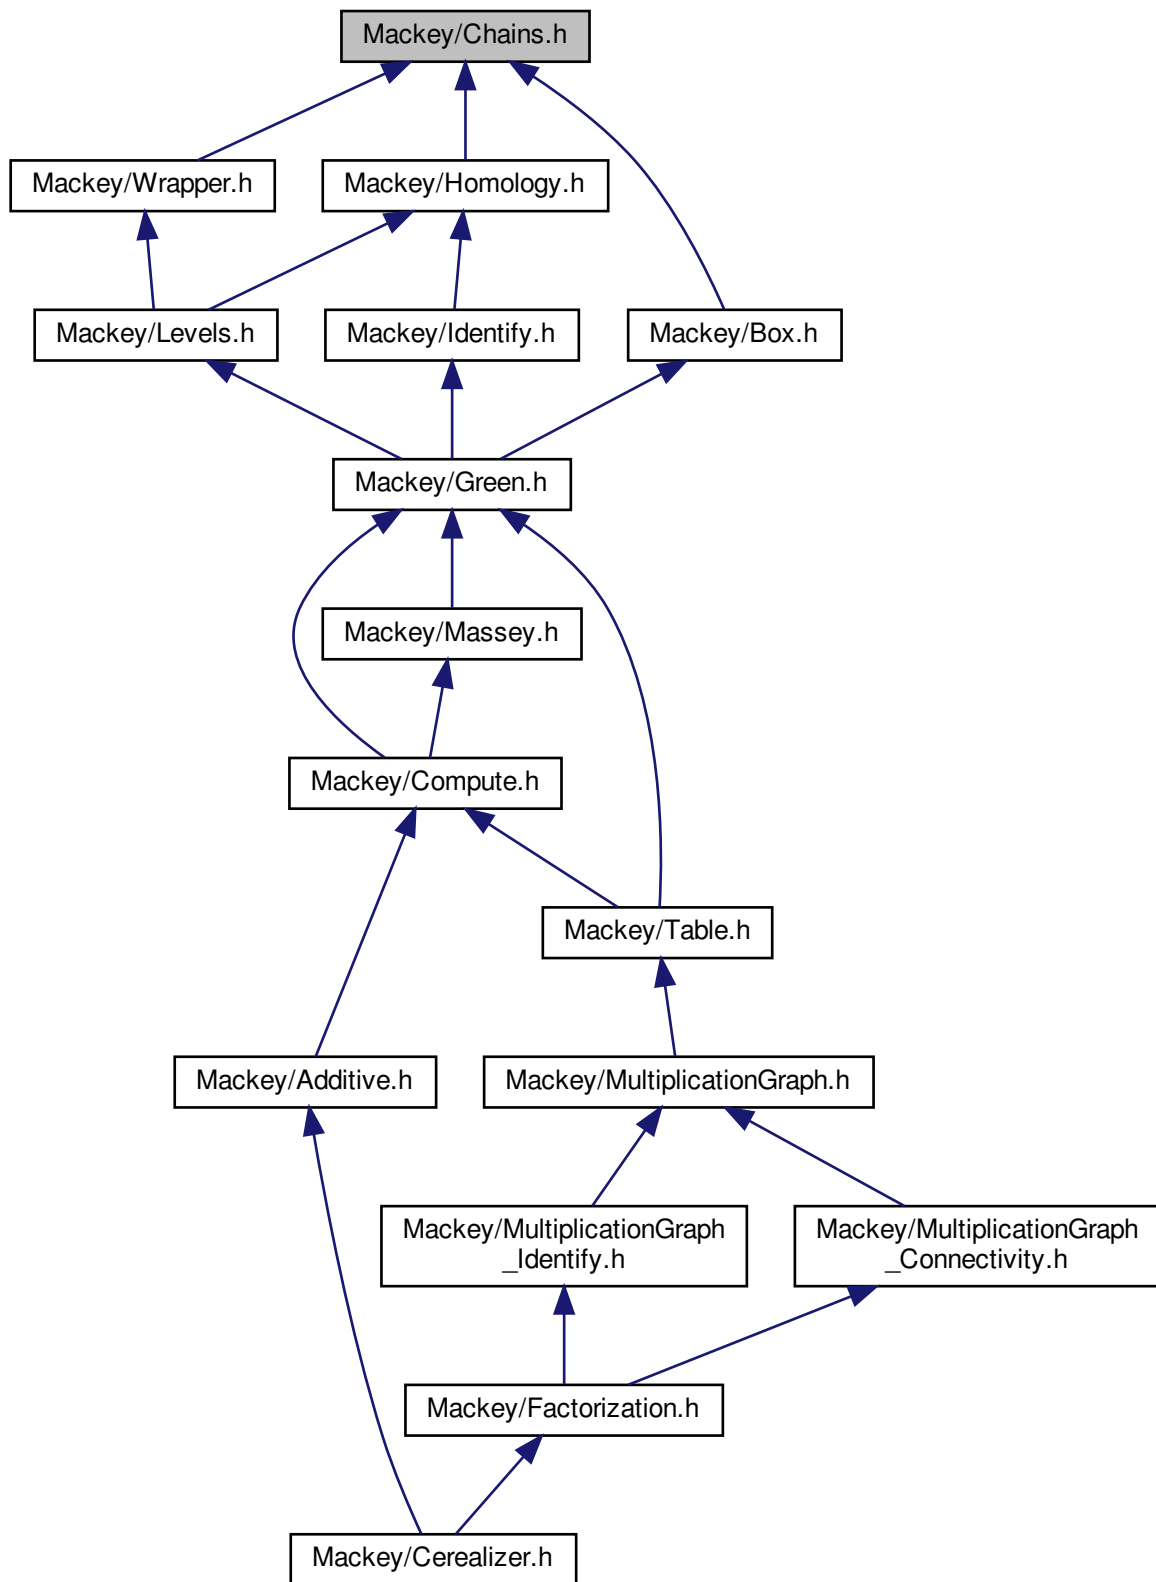 Mackey/Chains.h
Mackey/Wrapper.h
Mackey/Homology.h
Mackey/Levels.h
Mackey/Identify.h
Mackey/Box.h
Mackey/Green.h
Mackey/Massey.h
Mackey/Compute.h
Mackey/Table.h
Mackey/Additive.h
Mackey/MultiplicationGraph.h
Mackey/MultiplicationGraph
_Identify.h
Mackey/MultiplicationGraph
_Connectivity.h
Mackey/Factorization.h
Mackey/Cerealizer.h